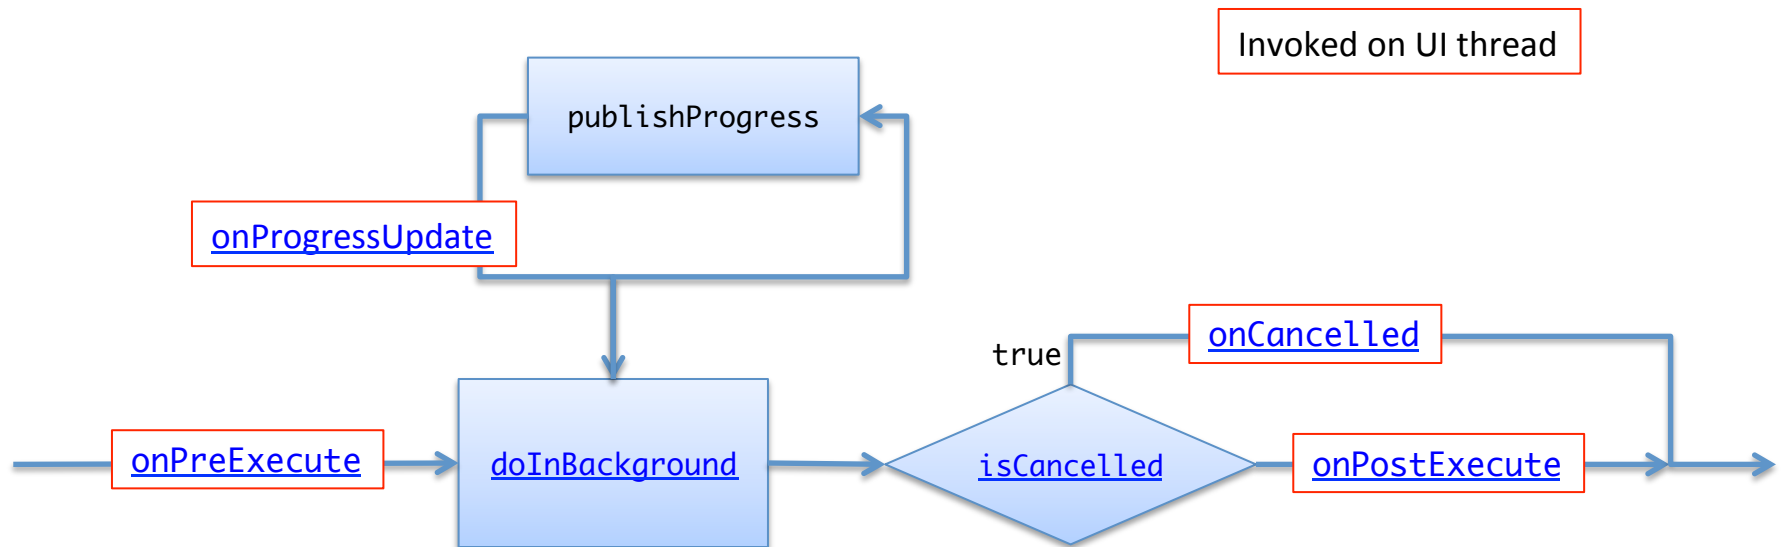 Invoked on UI thread
publishProgress
onProgressUpdate
onCancelled
true
onPreExecute
doInBackground
isCancelled
onPostExecute